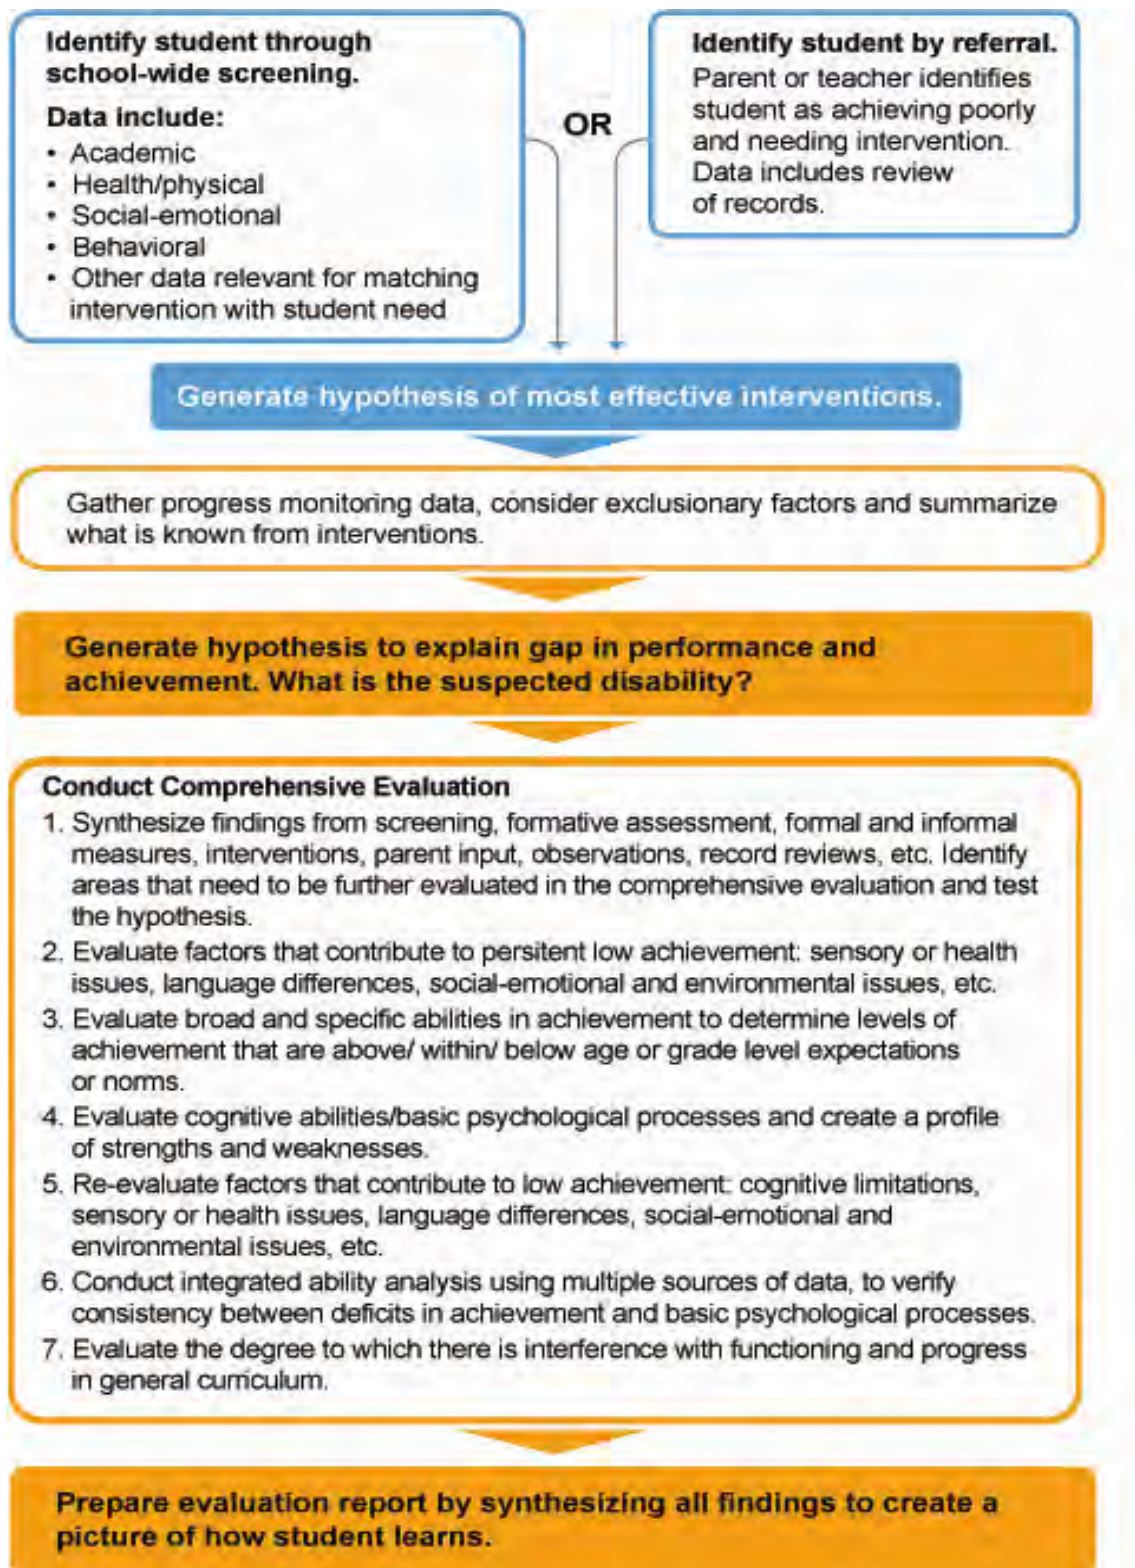 Identify student through
school-wide screening.
Data include:
• Academic
• Health/physical
• Social-emotional
• Behavioral
• Other data relevant for matching
intervention with student need
OR
Identify student by referral.
Parent or teacher identifies
student as achieving poorly
and needing intervention.
Data includes review
of records.
Generate hypothesis of most effective interventions.
Gather progress monitoring data, consider exclusionary factors and summarize
what is known from interventions.
Generate hypothesis to explain gap in performance and
achievement. What is the suspected disability?
Conduct Comprehensive Evaluation
1. Synthesize findings from screening, formative assessment, formal and informal
measures, interventions, parent input, observations, record reviews, etc. Identify
areas that need to be further evaluated in the comprehensive evaluation and test
the hypothesis.
2. Evaluate factors that contribute to persitent low achievement: sensory or health
issues, language differences, social-emotional and environmental issues, etc.
3. Evaluate broad and specific abilities in achievement to determine levels of
achievement that are above/ within/ below age or grade level expectations
or norms.
4. Evaluate cognitive abilities/basic psychological processes and create a profile
of strengths and weaknesses.
5. Re-evaluate factors that contribute to low achievement: cognitive limitations,
sensory or health issues, language differences, social-emotional and
environmental issues, etc.
6. Conduct integrated ability analysis using multiple sources of data, to verify
consistency between deficits in achievement and basic psychological processes.
7. Evaluate the degree to which there is interference with functioning and progress
in general curriculum.
Prepare evaluation report by synthesizing all findings to create a
picture of how student learns.